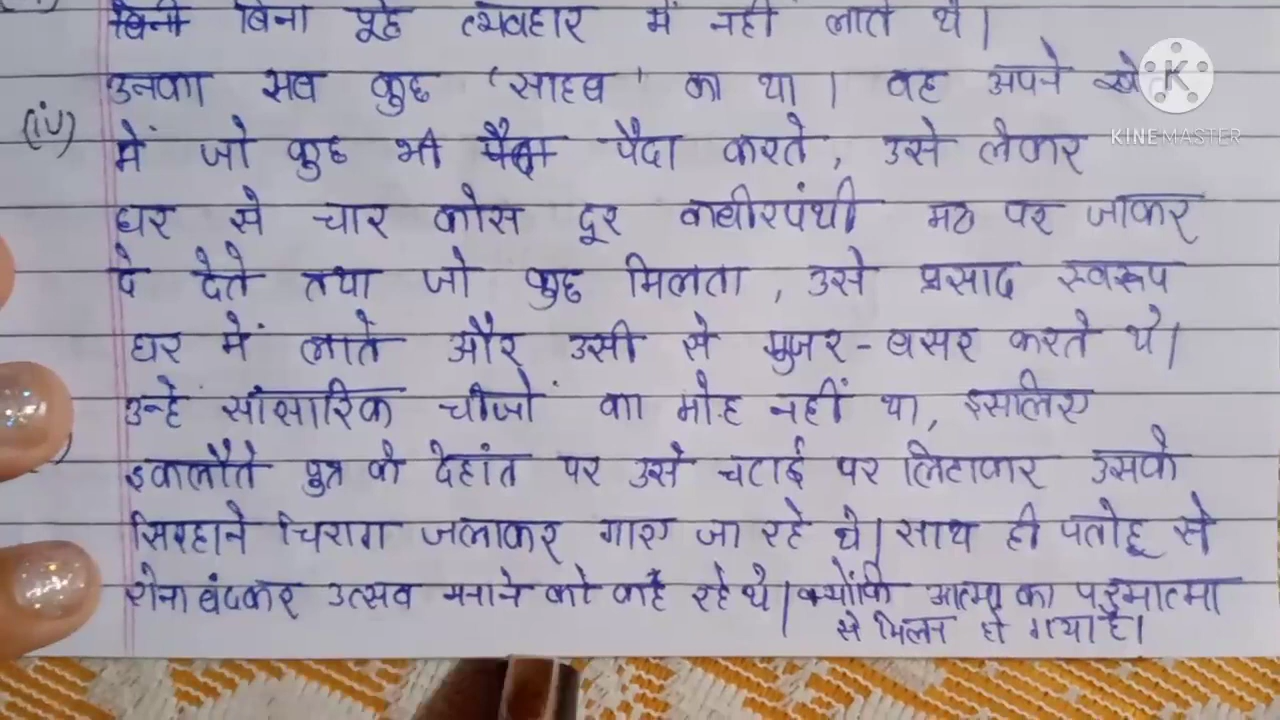 बिना पूछे व्यवहार में नहीं लाते थे।
(iv) उनका सब कुछ 'साहब' का था। वह अपने खेत
में जो कुछ भी पैदा करते, उसे लेकर
घर से चार कोस दूर कबीरपंथी मठ पर जाकर
दे देते तथा जो कुछ मिलता, उसे प्रसाद स्वरूप
घर में लाते और उसी से गुजर-बसर करते थे।
उन्हें सांसारिक चीजों का मोह नहीं था, इसलिए
इकलौते पुत्र के देहांत पर उसे चटाई पर लिटाकर उसके
सिरहाने चिराग जलाकर गाए जा रहे थे। साथ ही पतोहू से
रोना बंदकर उत्सव मनाने को कह रहे थे। क्योंकि आत्मा का परमात्मा
से मिलन हो गया है।
K
KINEMASTER